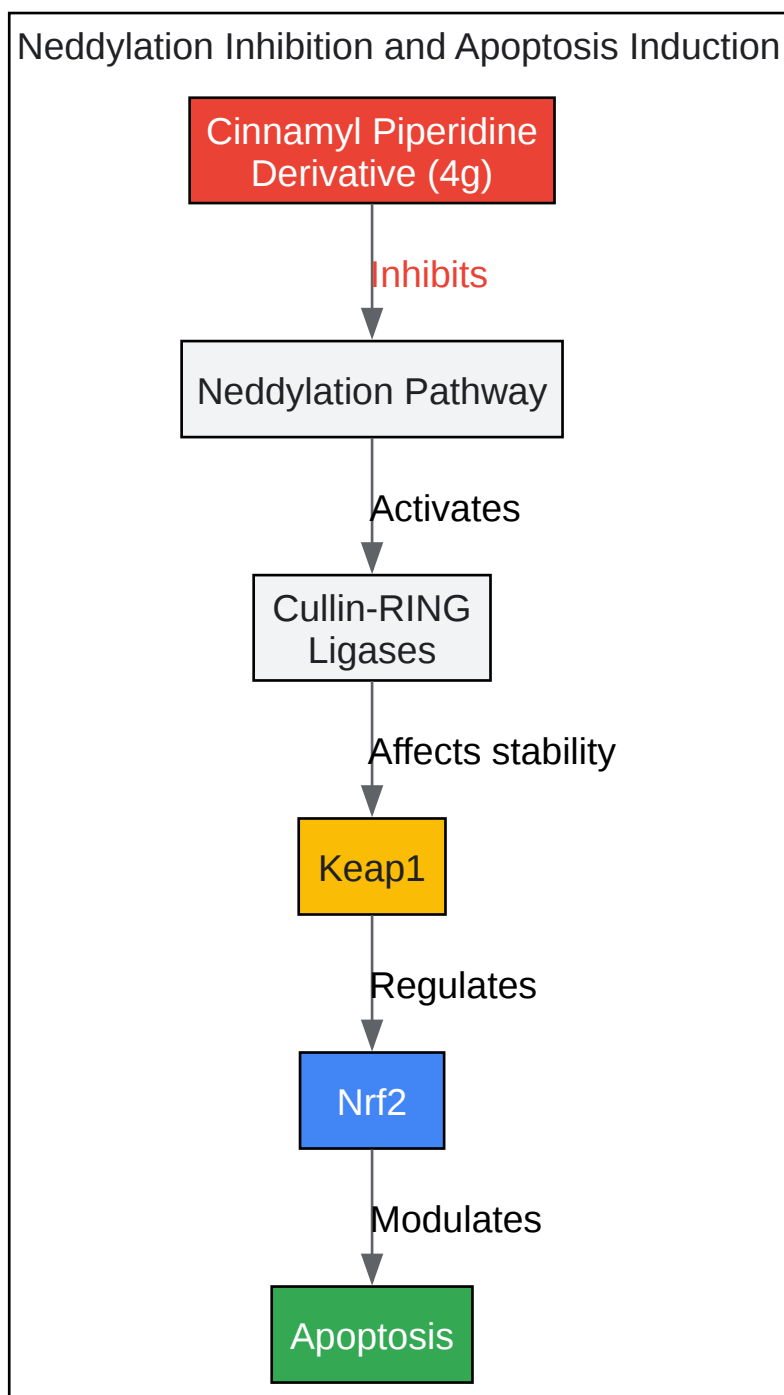 Neddylation Inhibition and Apoptosis Induction
Cinnamyl Piperidine
Derivative (4g)
Inhibits
Neddylation Pathway
Activates
Cullin-RING
Ligases
Affects stability
Keap1
Regulates
Nrf2
Modulates
Apoptosis